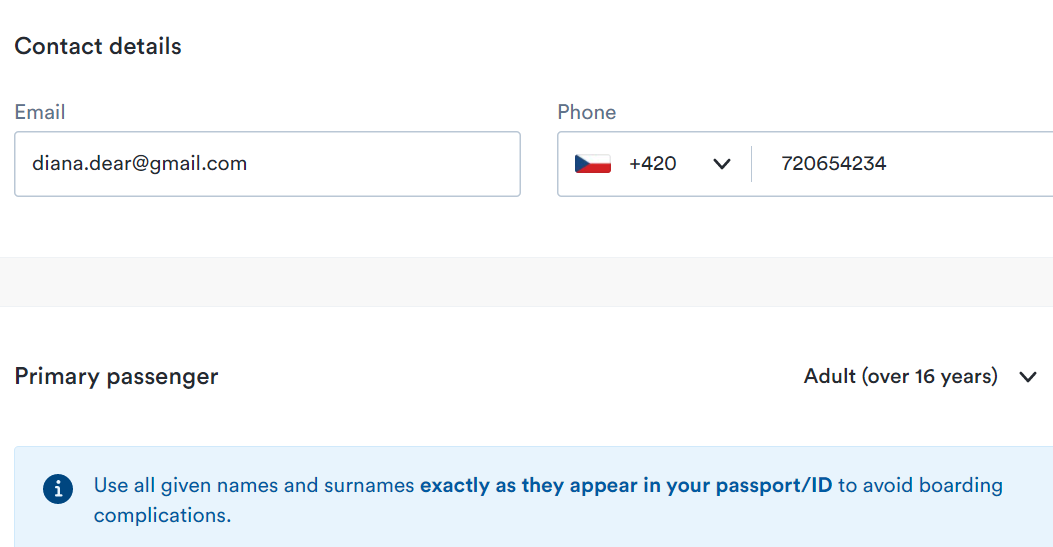 Contact details
Email
Phone
diana.dear@gmail.com
+420
720654234
Primary passenger
Adult (over 16 years)
Use all given names and surnames exactly as they appear in your passport/ID to avoid boarding
complications.